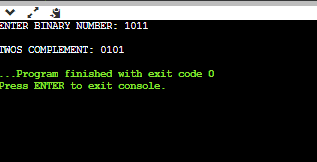 ENTER BINARY NUMBER: 1011
TWOS COMPLEMENT: 0101
...Program finished with exit code 0
Press ENTER to exit console.